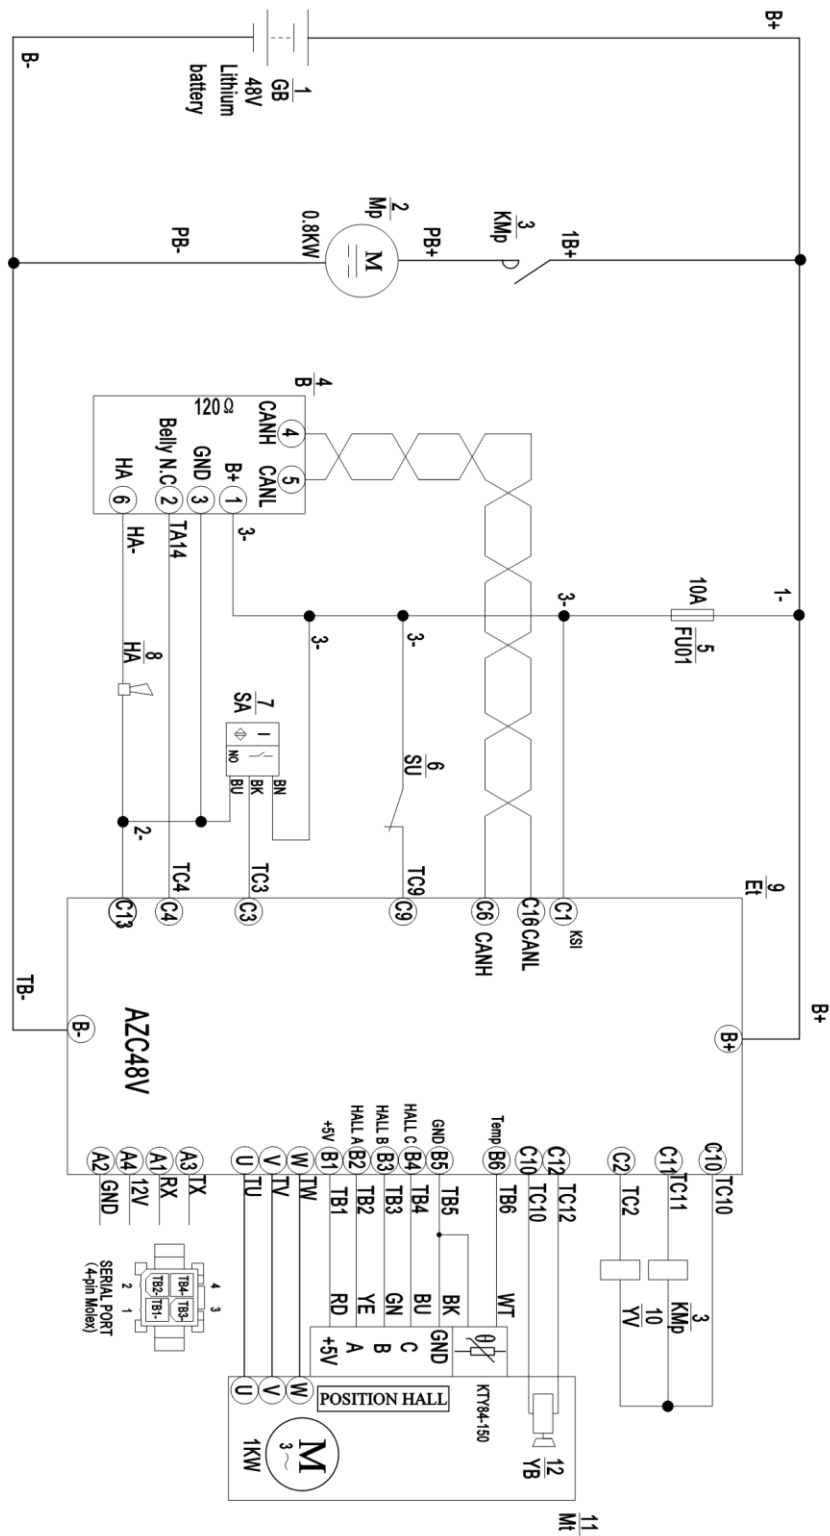 B+
B-
1
GB
48V
Lithium
battery
1B+
3
KMp
PB+
2
Mp
0.8KW
M
PB-
4
B
120Ω
CANH
4
CANL
5
B+
1
GND
3
Belly N.C
2
HA
6
3-
TA14
HA-
1-
10A
5
FU01
3-
3-
3-
8
HA
7
SA
I
NO
BN
BK
BU
6
SU
2-
TC9
TC3
TC4
9
Et
C1
KSI
C16
CANL
C6
CANH
C9
C3
C4
C13
B+
B+
TB-
B-
AZC48V
C10
TC10
C11
TC11
C2
TC2
C12
TC12
C10
TC10
Temp
B6
TB6
GND
B5
TB5
HALL C
B4
TB4
HALL B
B3
TB3
HALL A
B2
TB2
+5V
B1
TB1
W
TW
V
TV
U
TU
A3
TX
A1
RX
A4
12V
A2
GND
WT
BK
BU
GN
YE
RD
3
KMp
10
YV
θ
GND
C
B
A
+5V
4
3
2
1
TB4-
TB3-
TB2-
TB1-
SERIAL PORT
(4-pin Molex)
W
V
U
POSITION HALL
KTY84-150
12
YB
M
3~
1KW
11
Mt